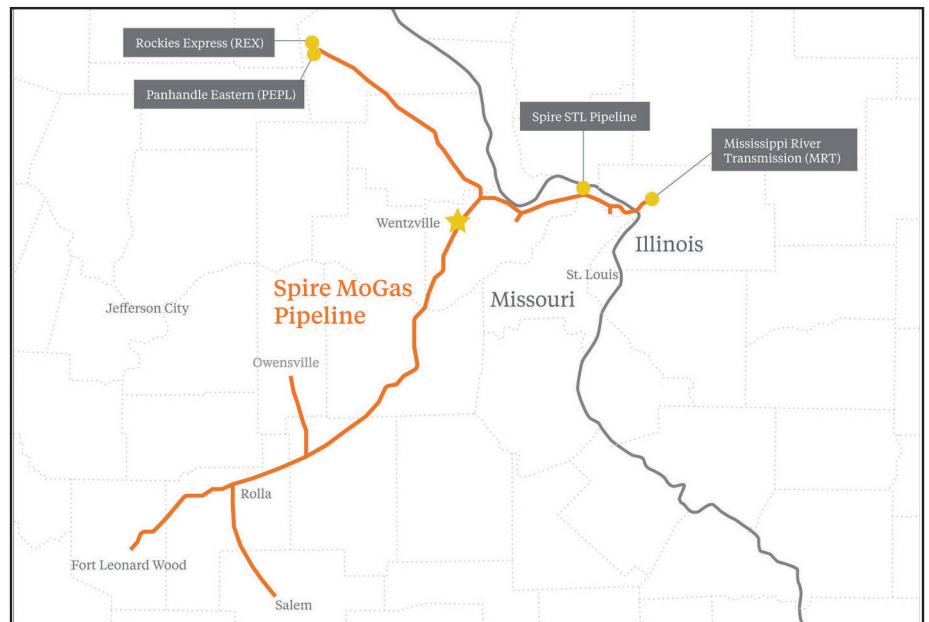 Rockies Express (REX)
Panhandle Eastern (PEPL)
Spire STL Pipeline
Mississippi River
Transmission (MRT)
Wentzville
Illinois
St. Louis
Missouri
Spire MoGas
Pipeline
Jefferson City
Owensville
Rolla
Fort Leonard Wood
Salem